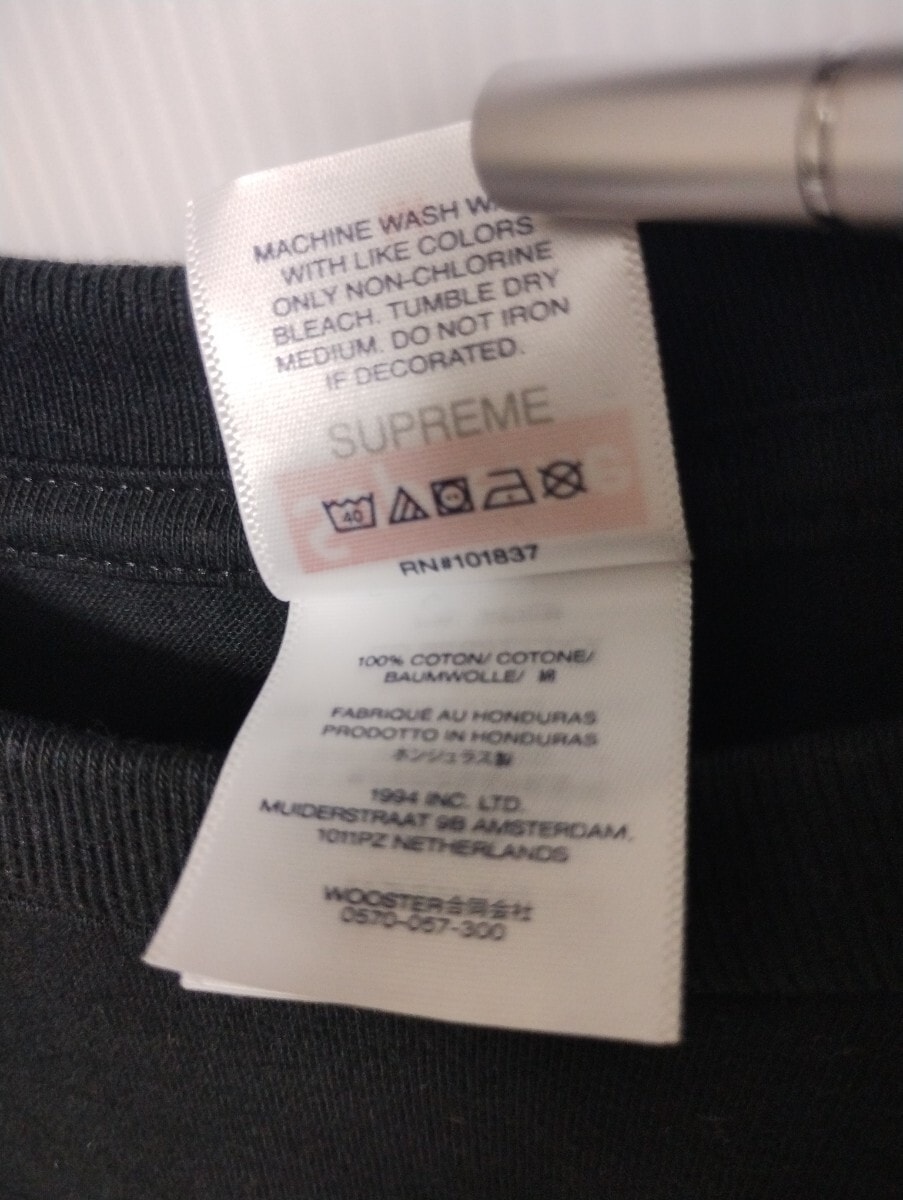 MACHINE WASH
WITH LIKE COLORS
ONLY NON-CHLORINE
BLEACH. TUMBLE DRY
MEDIUM. DO NOT IRON
IF DECORATED.
SUPREME
40
RN#101837
100% COTON/ COTONE/
BAUMWOLLE/ 綿
FABRIQUÉ AU HONDURAS
PRODOTTO IN HONDURAS
ホンジュラス製
1994 INC. LTD.
MUIDERSTRAAT 9B AMSTERDAM.
1011PZ NETHERLANDS
WOOSTER合同会社
0570-057-300